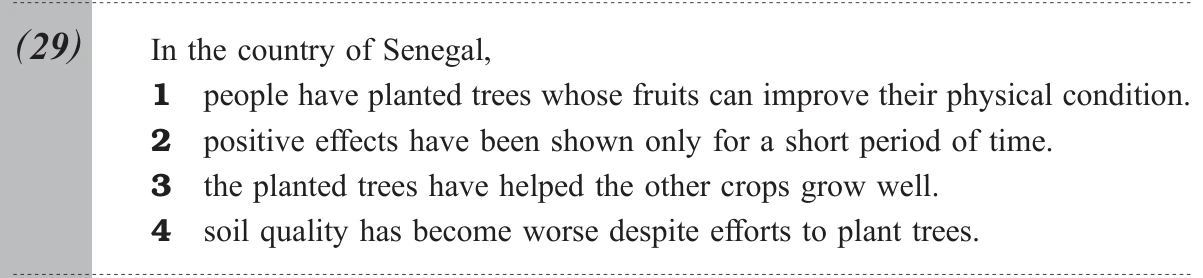 (29) In the country of Senegal,
1 people have planted trees whose fruits can improve their physical condition.
2 positive effects have been shown only for a short period of time.
3 the planted trees have helped the other crops grow well.
4 soil quality has become worse despite efforts to plant trees.